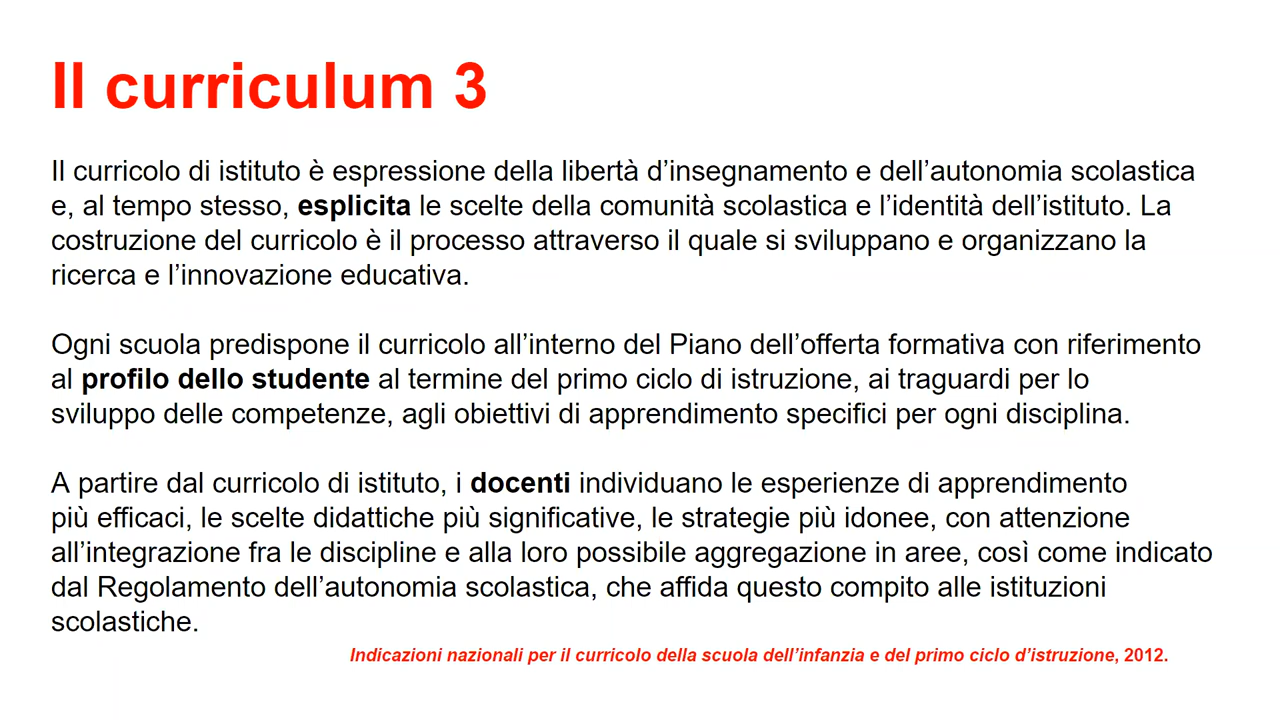 Il curriculum 3
Il curricolo di istituto è espressione della libertà d’insegnamento e dell’autonomia scolastica
e, al tempo stesso, esplicita le scelte della comunità scolastica e l’identità dell’istituto. La
costruzione del curricolo è il processo attraverso il quale si sviluppano e organizzano la
ricerca e l’innovazione educativa.
Ogni scuola predispone il curricolo all’interno del Piano dell’offerta formativa con riferimento
al profilo dello studente al termine del primo ciclo di istruzione, ai traguardi per lo
sviluppo delle competenze, agli obiettivi di apprendimento specifici per ogni disciplina.
A partire dal curricolo di istituto, i docenti individuano le esperienze di apprendimento
più efficaci, le scelte didattiche più significative, le strategie più idonee, con attenzione
all’integrazione fra le discipline e alla loro possibile aggregazione in aree, così come indicato
dal Regolamento dell’autonomia scolastica, che affida questo compito alle istituzioni
scolastiche.
Indicazioni nazionali per il curricolo della scuola dell’infanzia e del primo ciclo d’istruzione, 2012.